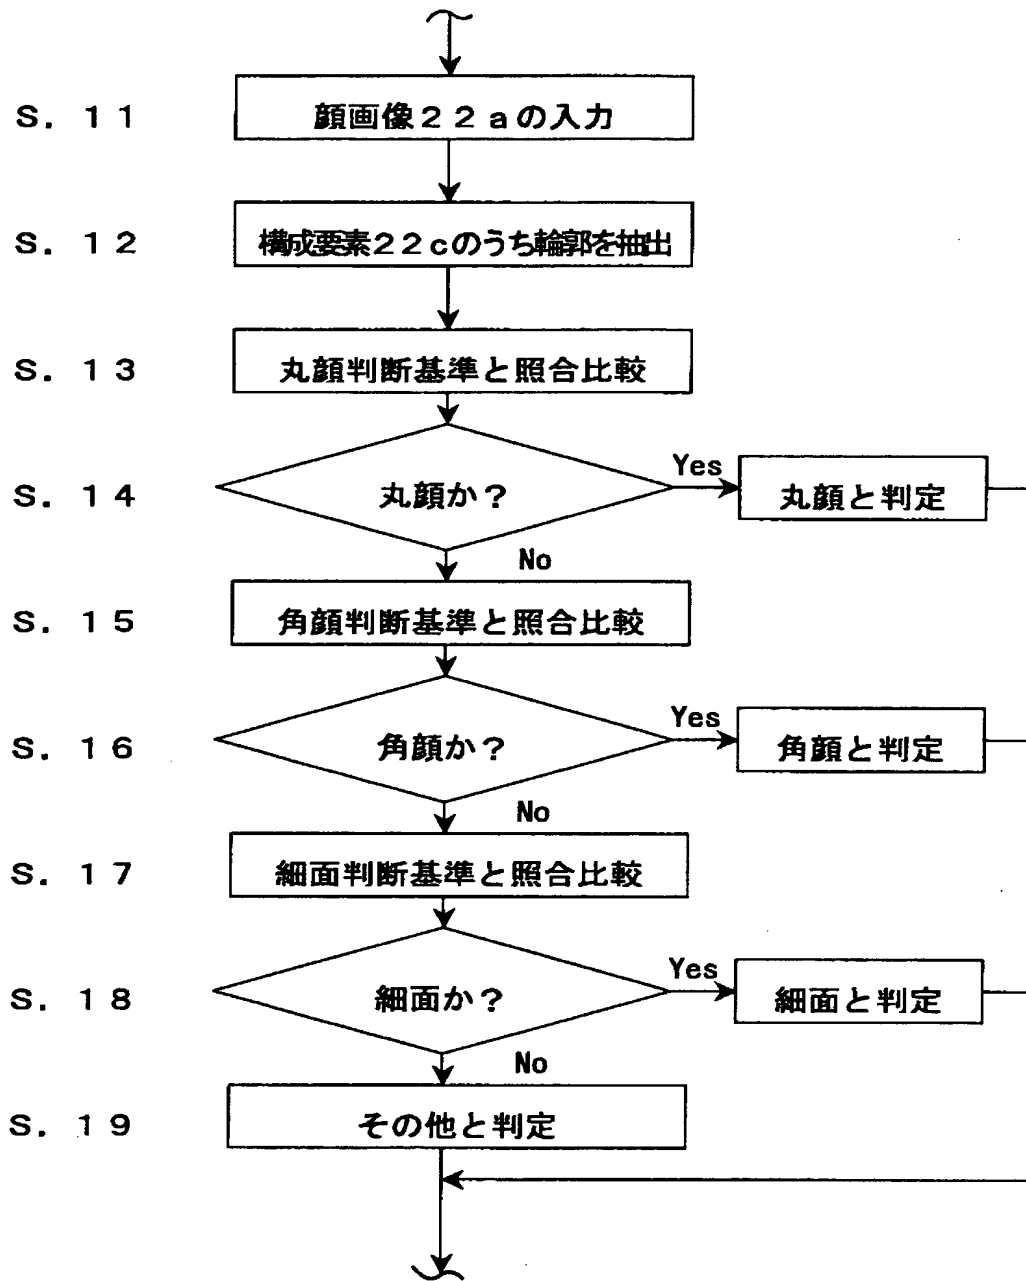 S. 11
顔画像22aの入力
S. 12
構成要素22cのうち輪郭を抽出
S. 13
丸顔判断基準と照合比較
S. 14
丸顔か?
Yes
丸顔と判定
No
S. 15
角顔判断基準と照合比較
S. 16
角顔か?
Yes
角顔と判定
No
S. 17
細面判断基準と照合比較
S. 18
細面か?
Yes
細面と判定
No
S. 19
その他と判定